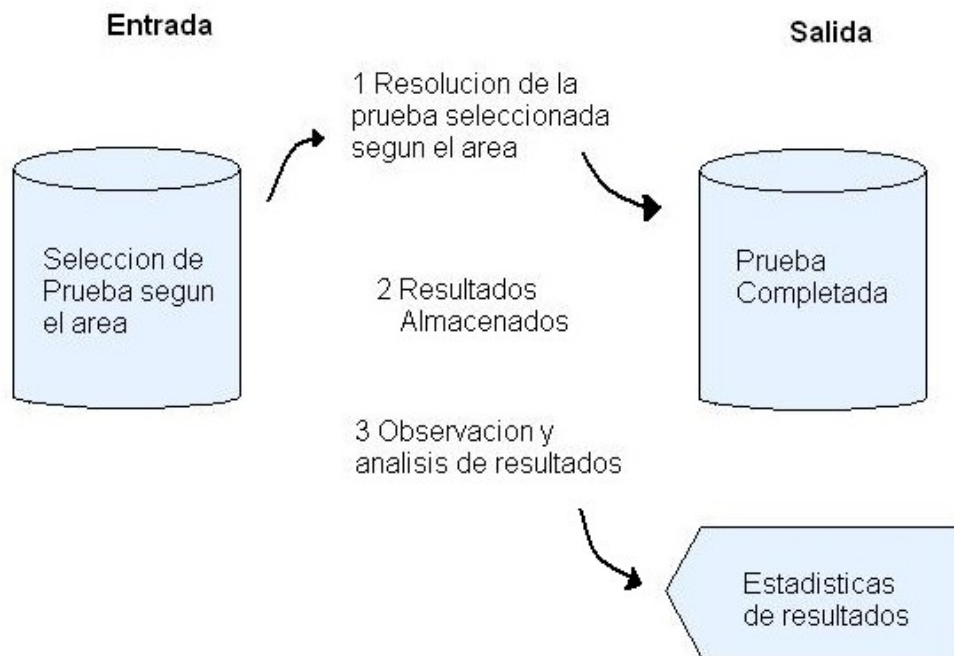 Entrada
Salida
1 Resolucion de la
prueba seleccionada
segun el area
Seleccion de
Prueba segun
el area
Prueba
Completada
2 Resultados
Almacenados
3 Observacion y
analisis de resultados
Estadisticas
de resultados